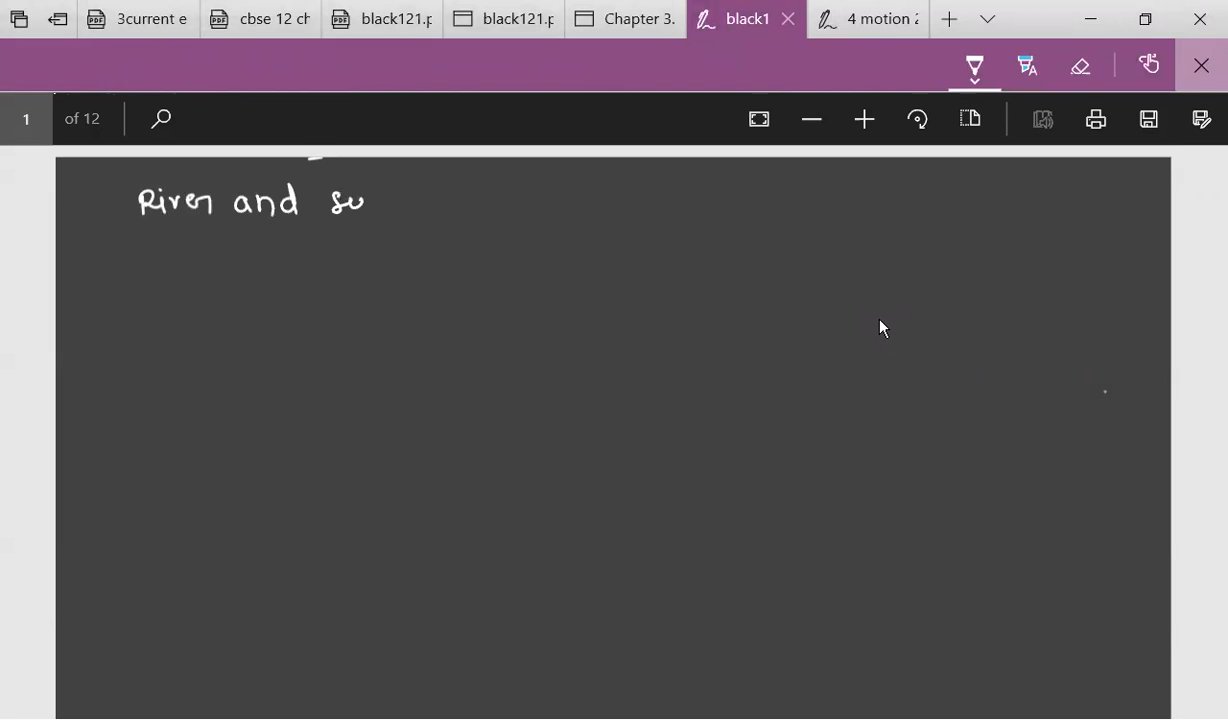 3current e
cbse 12 ch
black121.p
black121.p
Chapter 3.
black1
4 motion 2
1 of 12
River and su